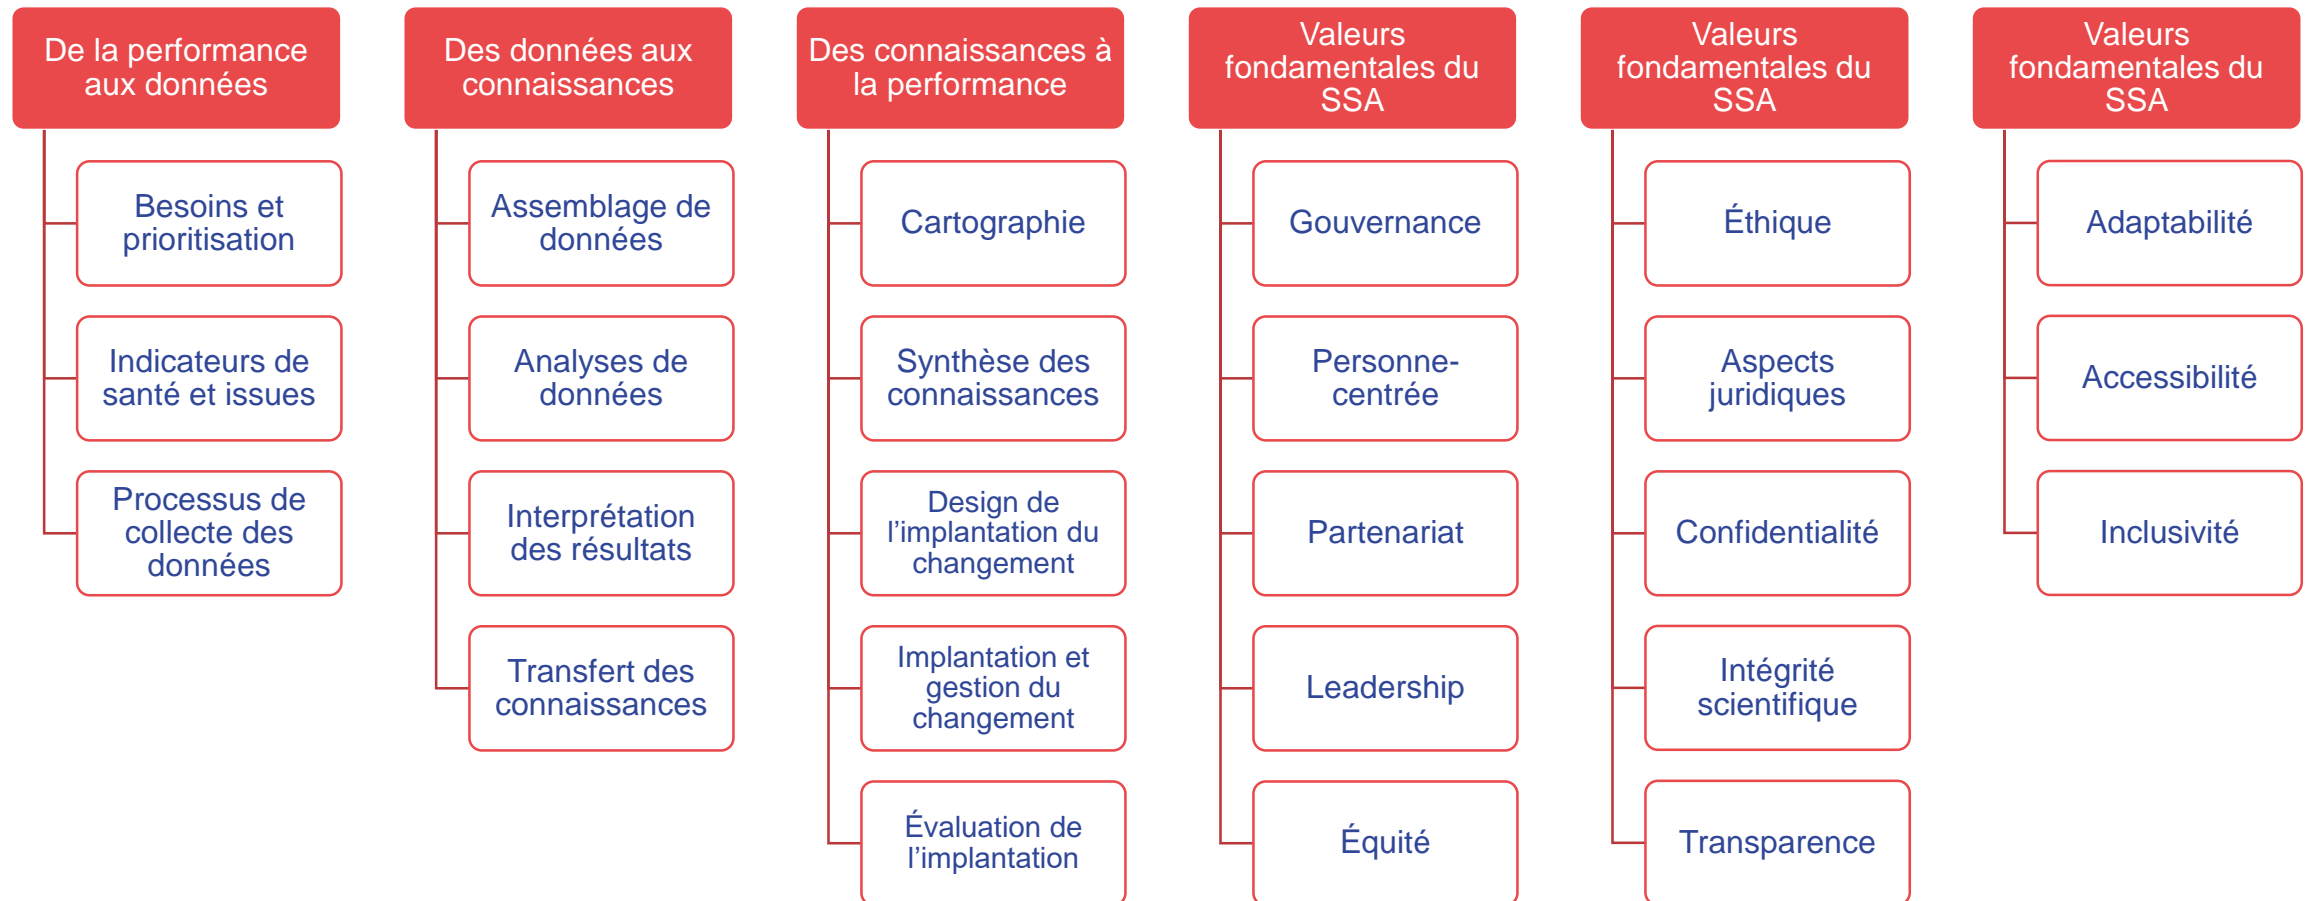 De la performance
aux données
Besoins et
prioritisation
Indicateurs de
santé et issues
Processus de
collecte des
données
Des données aux
connaissances
Assemblage de
données
Analyses de
données
Interprétation
des résultats
Transfert des
connaissances
Des connaissances à
la performance
Cartographie
Synthèse des
connaissances
Design de
l’implantation du
changement
Implantation et
gestion du
changement
Évaluation de
l’implantation
Valeurs
fondamentales du
SSA
Gouvernance
Personne-
centrée
Partenariat
Leadership
Équité
Valeurs
fondamentales du
SSA
Éthique
Aspects
juridiques
Confidentialité
Intégrité
scientifique
Transparence
Valeurs
fondamentales du
SSA
Adaptabilité
Accessibilité
Inclusivité